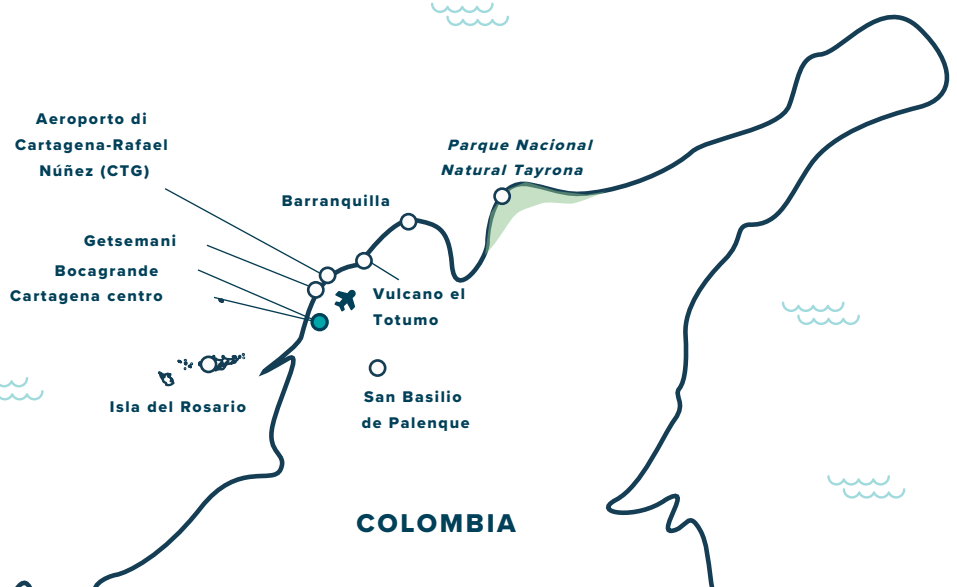 Aeroporto di
Cartagena-Rafael
Núñez (CTG)
Parque Nacional
Natural Tayrona
Barranquilla
Getsemani
Bocagrande
Cartagena centro
Vulcano el
Totumo
Isla del Rosario
San Basilio
de Palenque
COLOMBIA